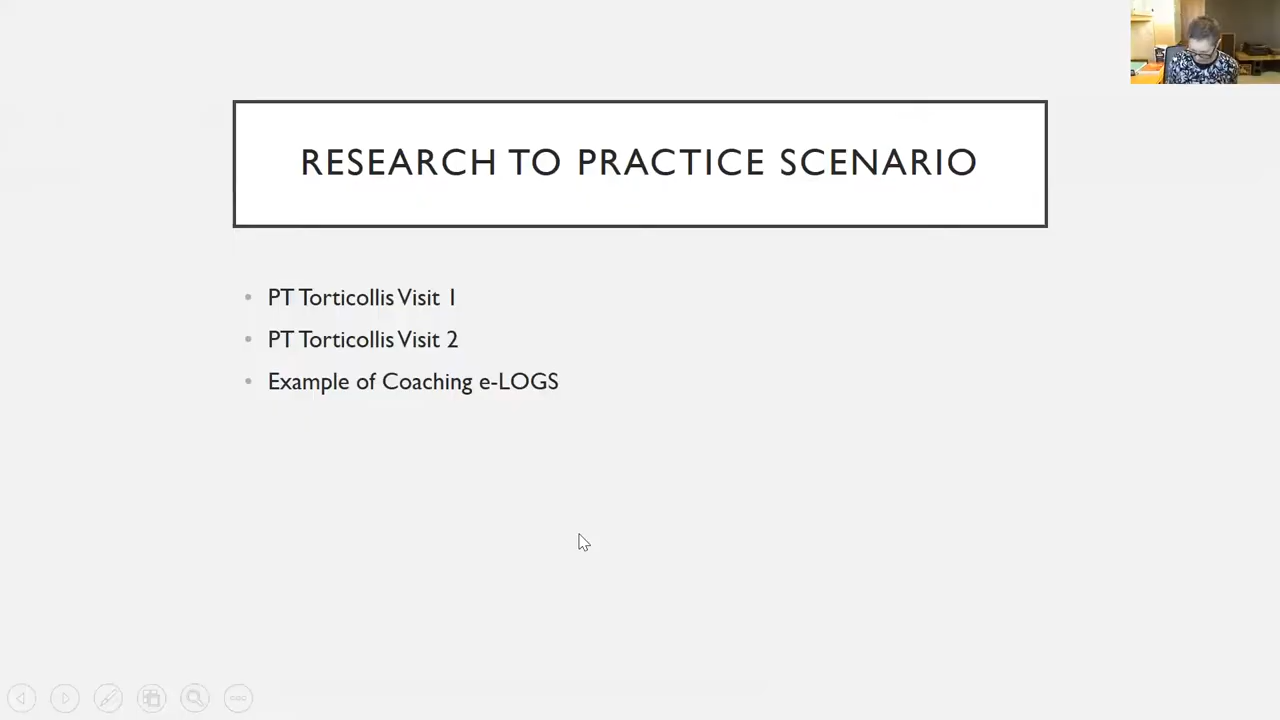 RESEARCH TO PRACTICE SCENARIO
PT Torticollis Visit 1
PT Torticollis Visit 2
Example of Coaching e-LOGS